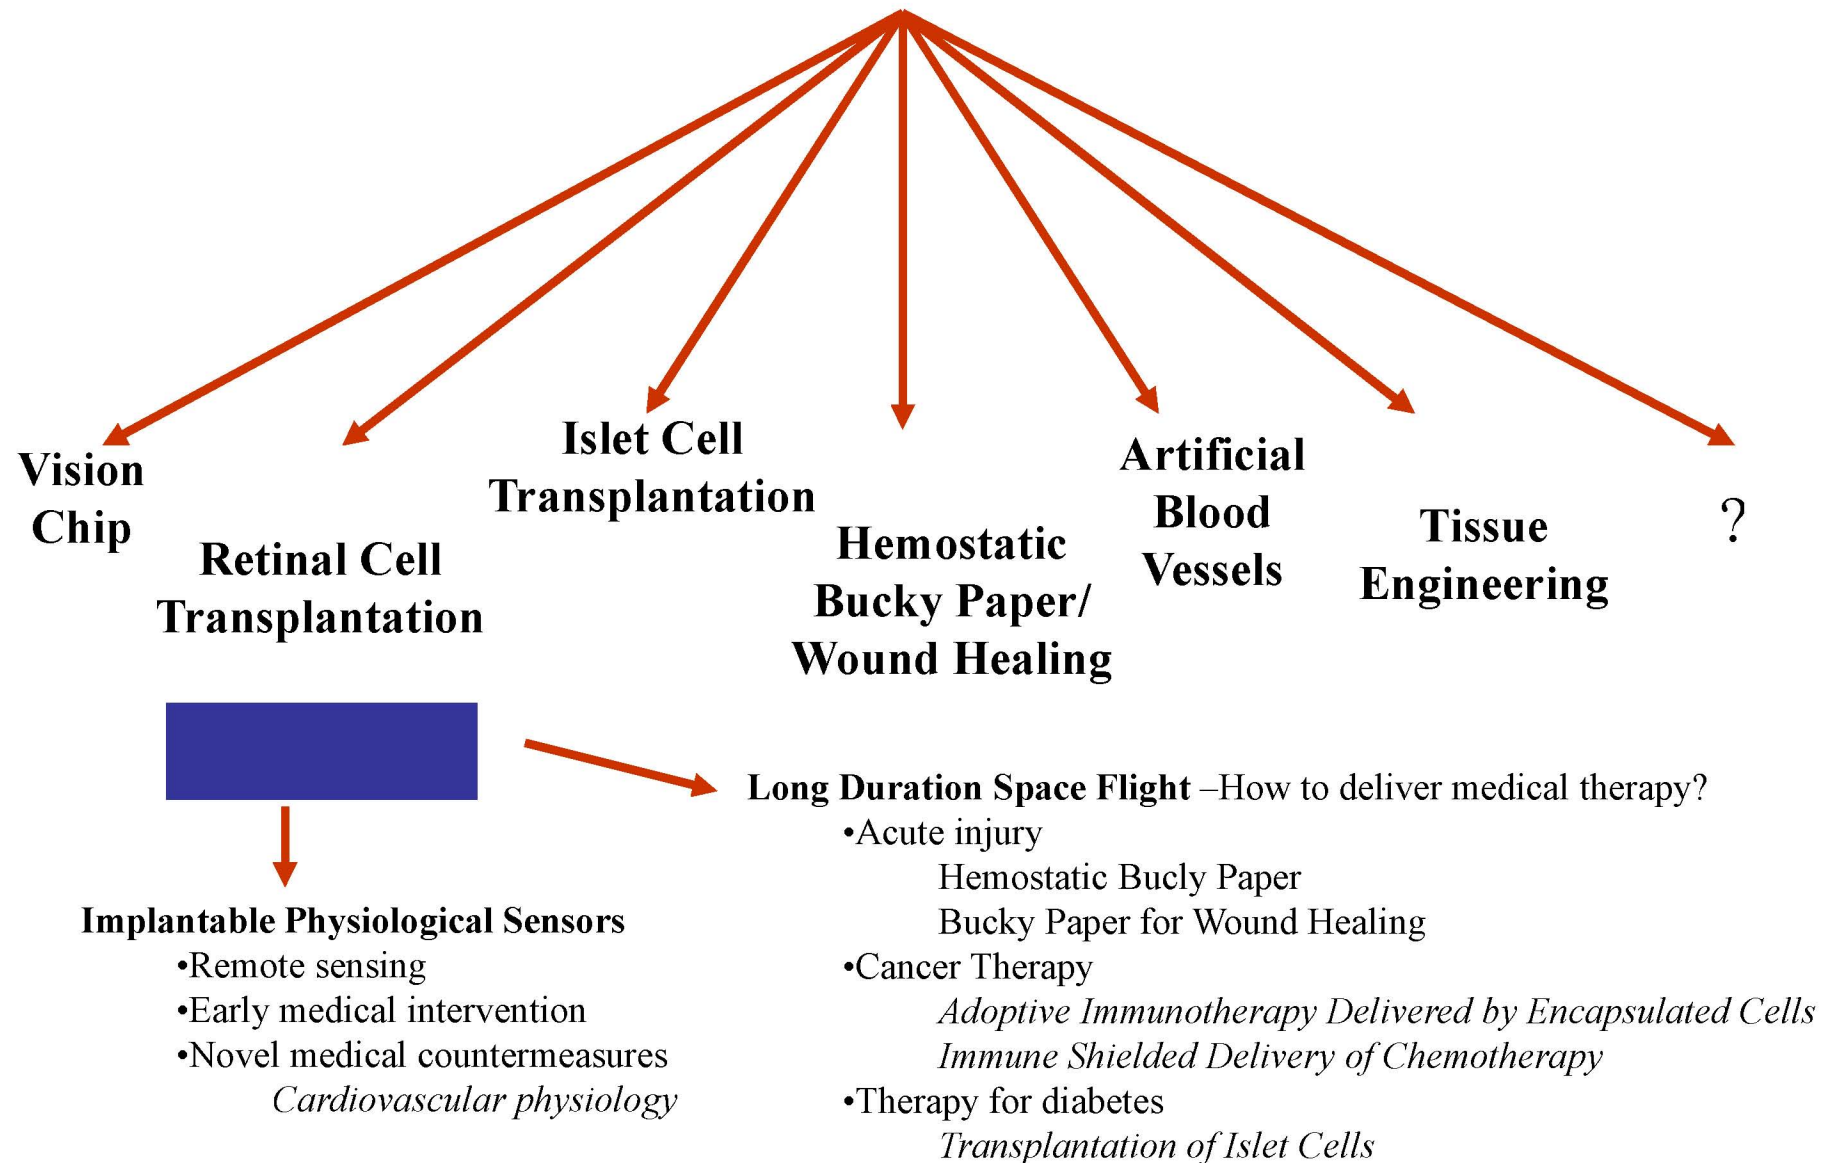 Vision
Chip
Retinal Cell
Transplantation
Islet Cell
Transplantation
Hemostatic
Bucky Paper/
Wound Healing
Artificial
Blood
Vessels
Tissue
Engineering
?
Implantable Physiological Sensors
•Remote sensing
•Early medical intervention
•Novel medical countermeasures
Cardiovascular physiology
Long Duration Space Flight –How to deliver medical therapy?
•Acute injury
Hemostatic Bucly Paper
Bucky Paper for Wound Healing
•Cancer Therapy
Adoptive Immunotherapy Delivered by Encapsulated Cells
Immune Shielded Delivery of Chemotherapy
•Therapy for diabetes
Transplantation of Islet Cells